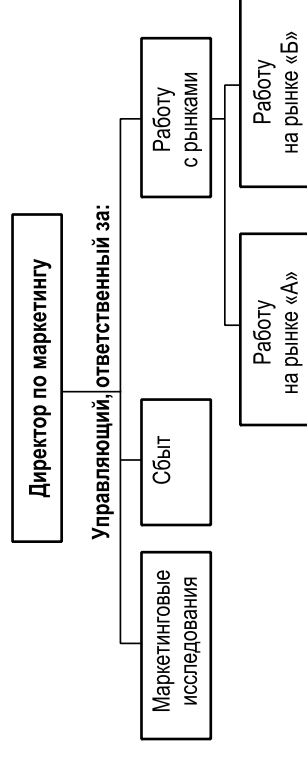 Директор по маркетингу
Управляющий, ответственный за:
Маркетинговые
исследования
Сбыт
Работу
с рынками
Работу
на рынке «А»
Работу
на рынке «Б»